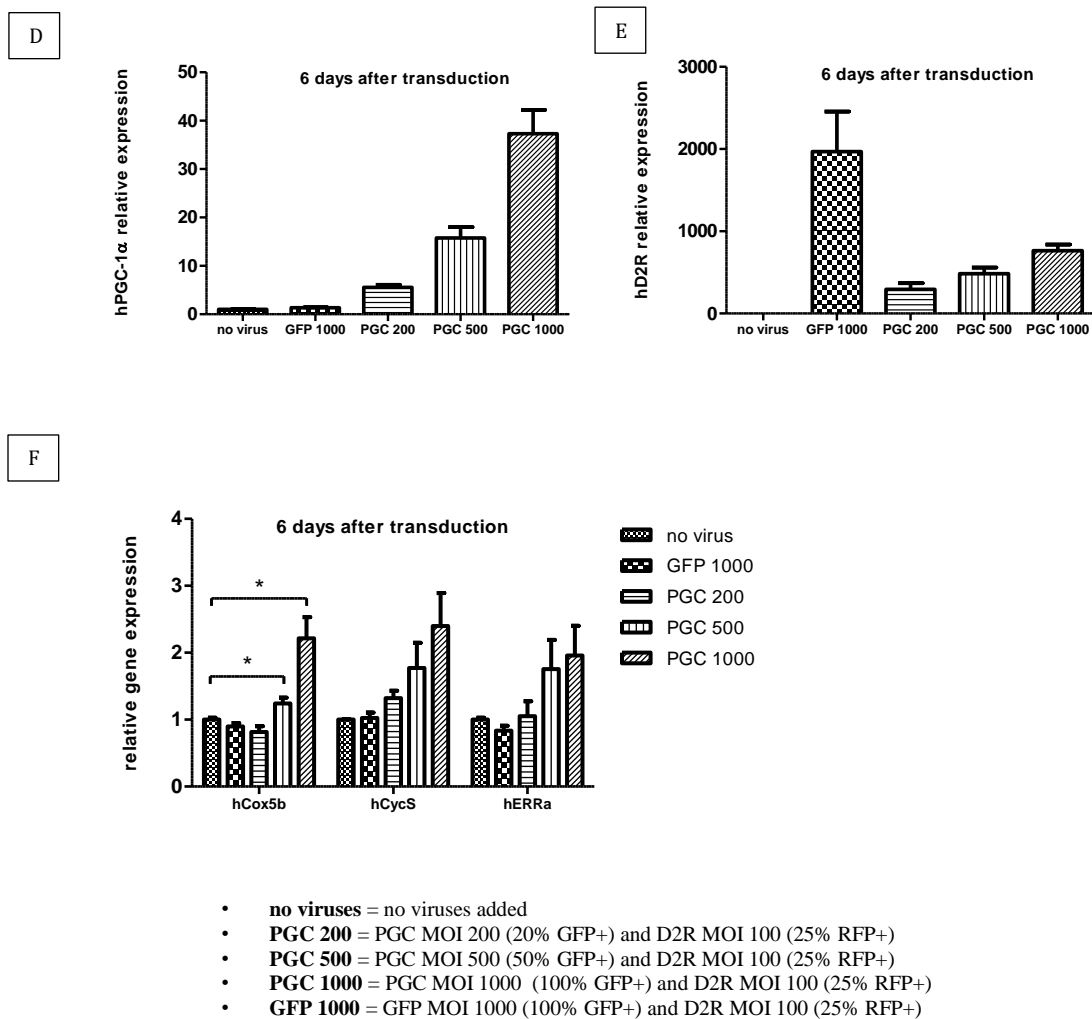 D
E
6 days after transduction
hPGC-1α relative expression
50
40
30
20
10
0
no virus GFP 1000 PGC 200 PGC 500 PGC 1000
6 days after transduction
hD2R relative expression
3000
2000
1000
0
no virus GFP 1000 PGC 200 PGC 500 PGC 1000
F
6 days after transduction
relative gene expression
4
3
2
1
0
*
*
hCox5b hCycS hERRa
no virus
GFP 1000
PGC 200
PGC 500
PGC 1000
• no viruses = no viruses added
• PGC 200 = PGC MOI 200 (20% GFP+) and D2R MOI 100 (25% RFP+)
• PGC 500 = PGC MOI 500 (50% GFP+) and D2R MOI 100 (25% RFP+)
• PGC 1000 = PGC MOI 1000 (100% GFP+) and D2R MOI 100 (25% RFP+)
• GFP 1000 = GFP MOI 1000 (100% GFP+) and D2R MOI 100 (25% RFP+)